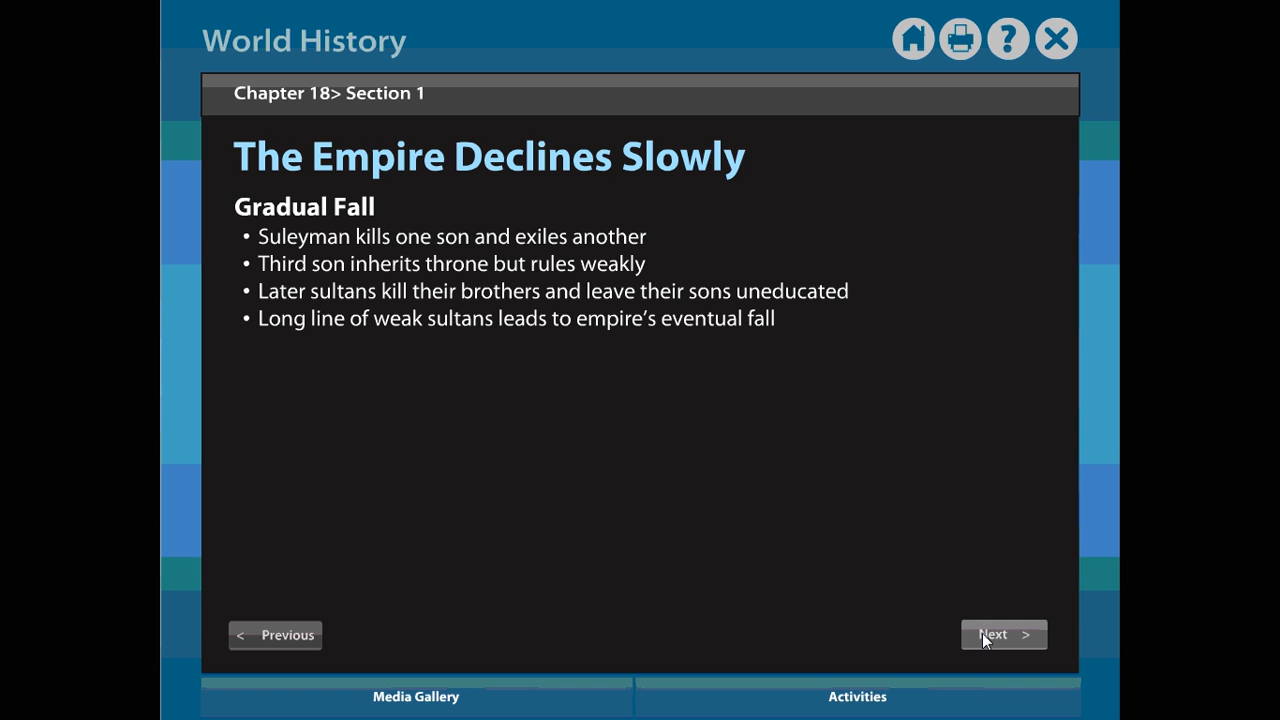 World History
Chapter 18> Section 1
The Empire Declines Slowly
Gradual Fall
• Suleyman kills one son and exiles another
• Third son inherits throne but rules weakly
• Later sultans kill their brothers and leave their sons uneducated
• Long line of weak sultans leads to empire’s eventual fall
< Previous
Next >
Media Gallery
Activities